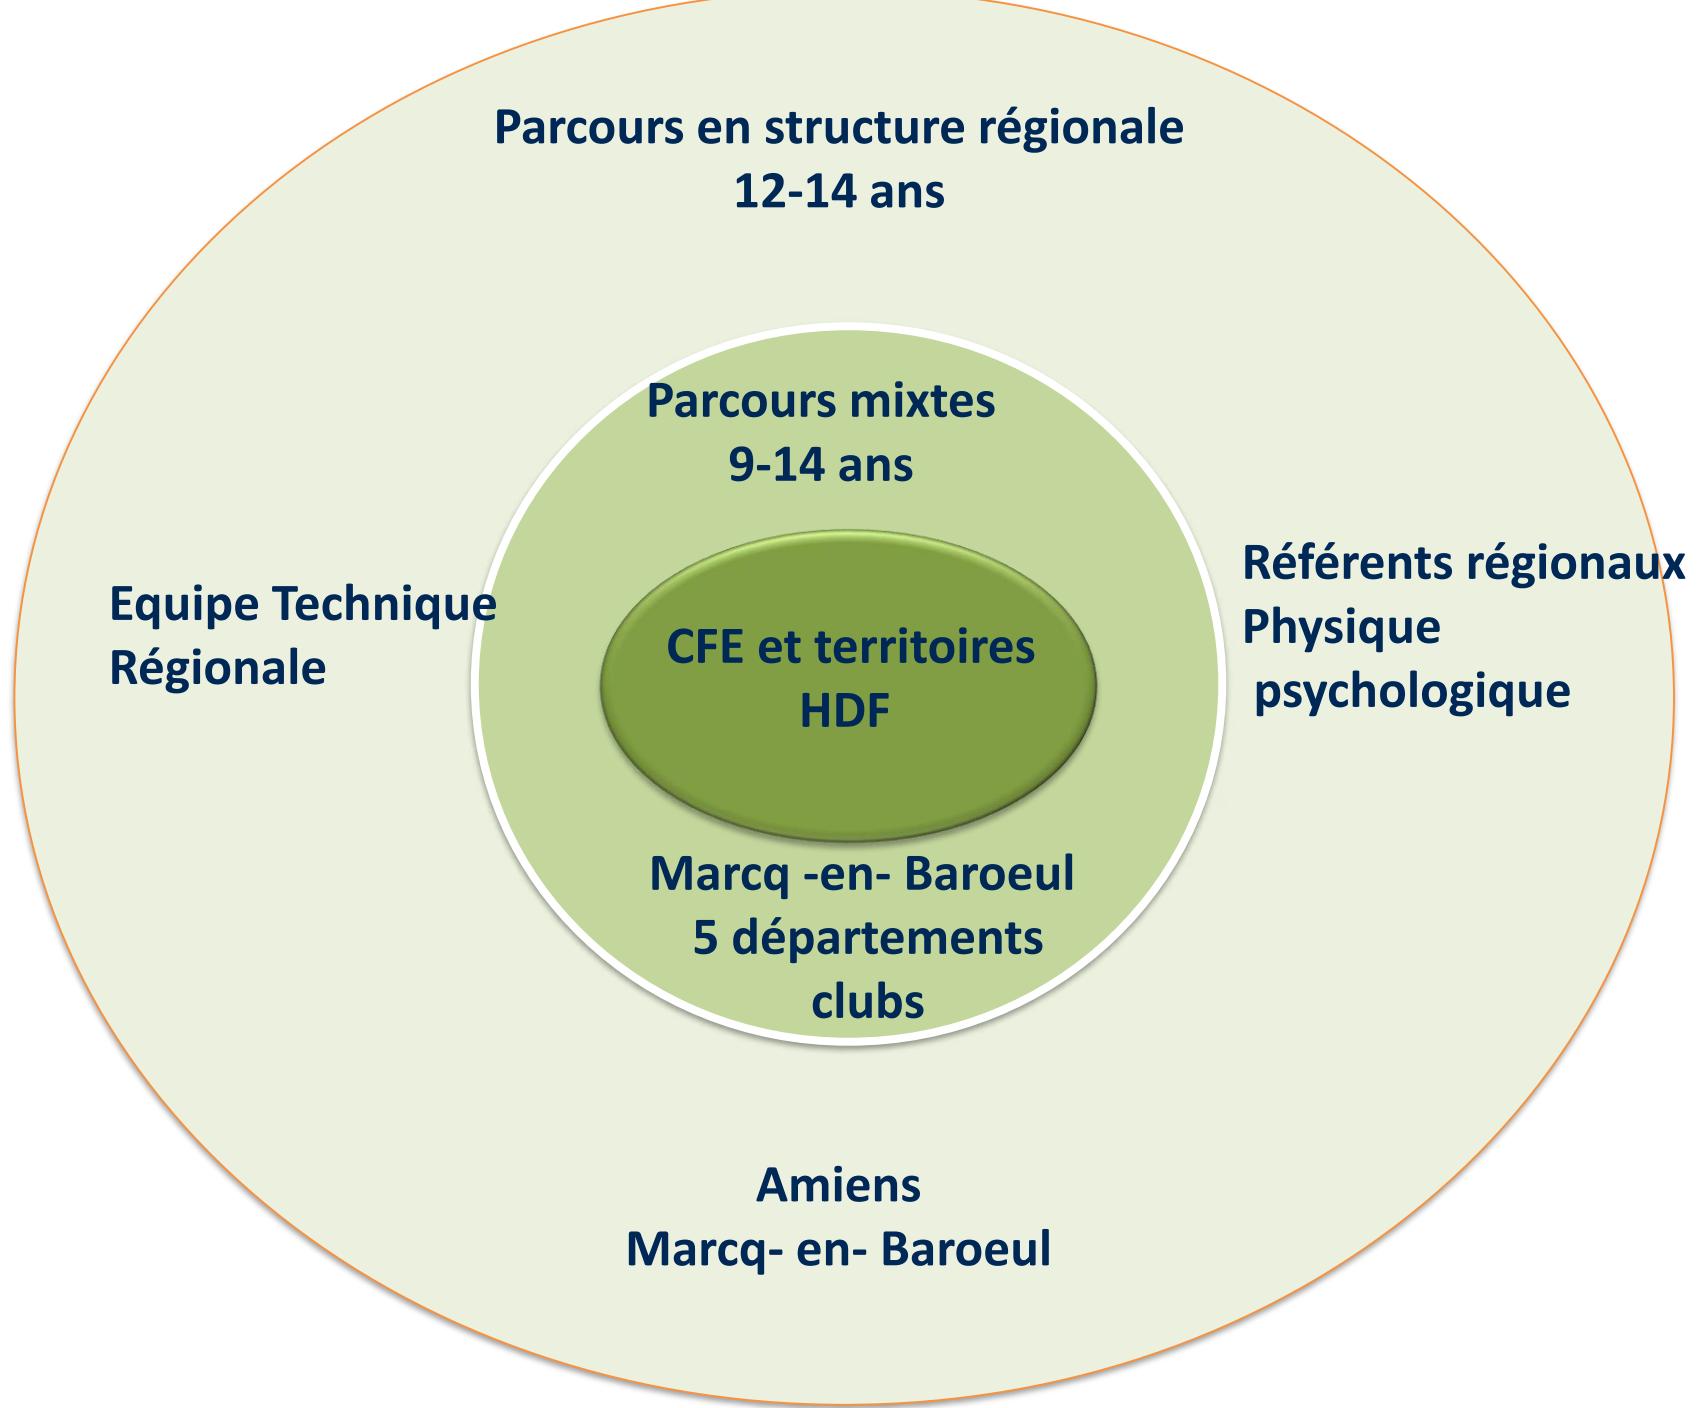 Parcours en structure régionale
12-14 ans
Parcours mixtes
9-14 ans
Equipe Technique
Régionale
CFE et territoires
HDF
Référents régionaux
Physique
psychologique
Marcq -en- Baroeul
5 départements
clubs
Amiens
Marcq- en- Baroeul